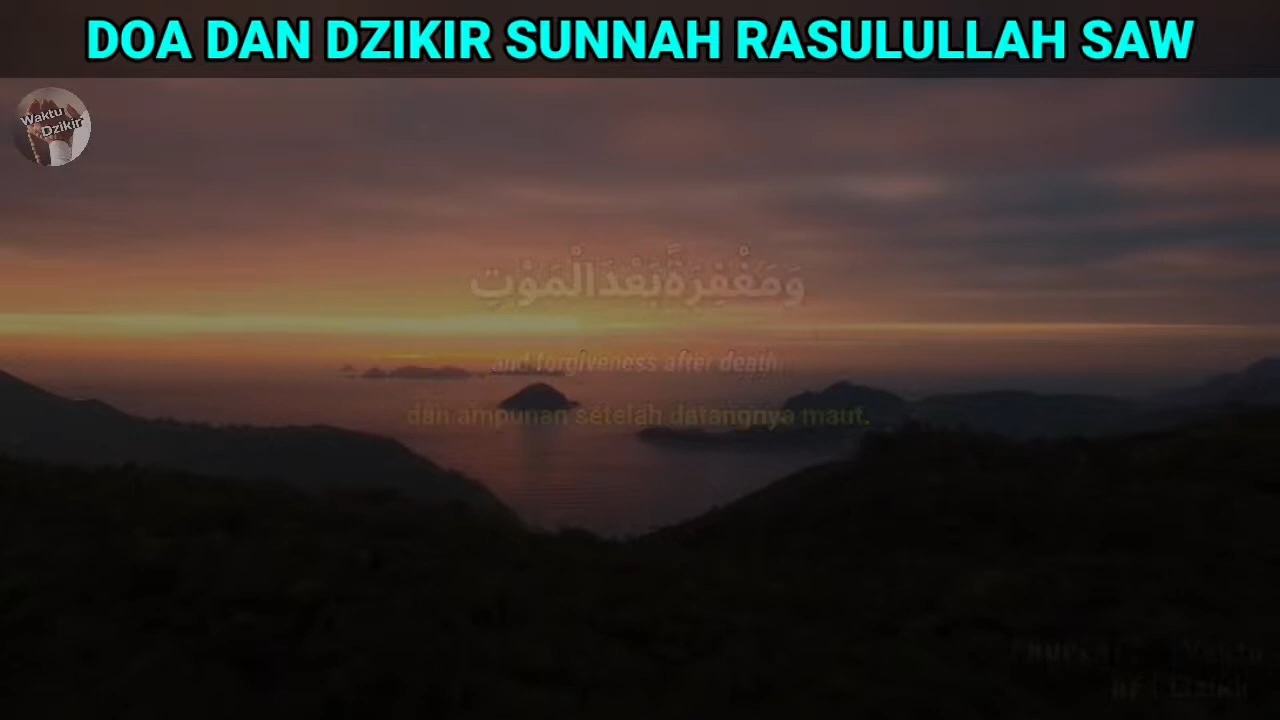 DOA DAN DZIKIR SUNNAH RASULULLAH SAW
Waktu
Dzikir
وَمَغْفِرَةً بَعْدَ الْمَوْتِ
and forgiveness after death
dan ampunan setelah datangnya maut.